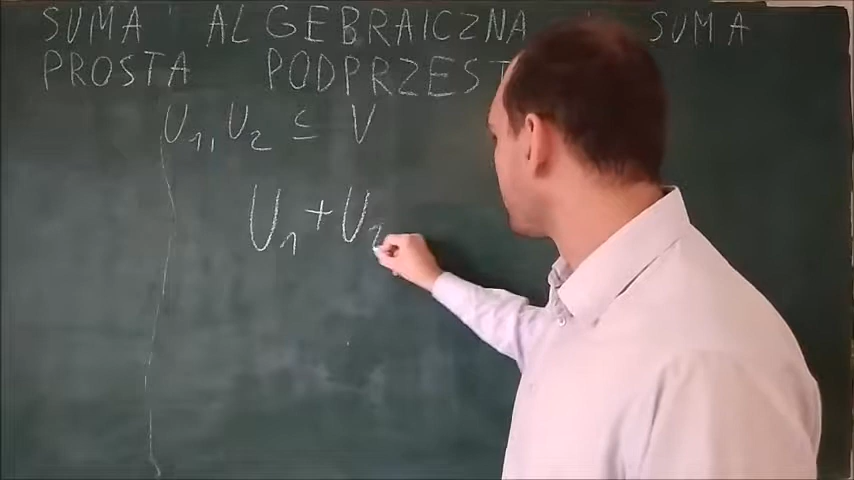 SUMA ALGEBRAICZNA SUMA
PROSTA PODPRZEST
U₁, U₂ ⊆ V
U₁ + U₂